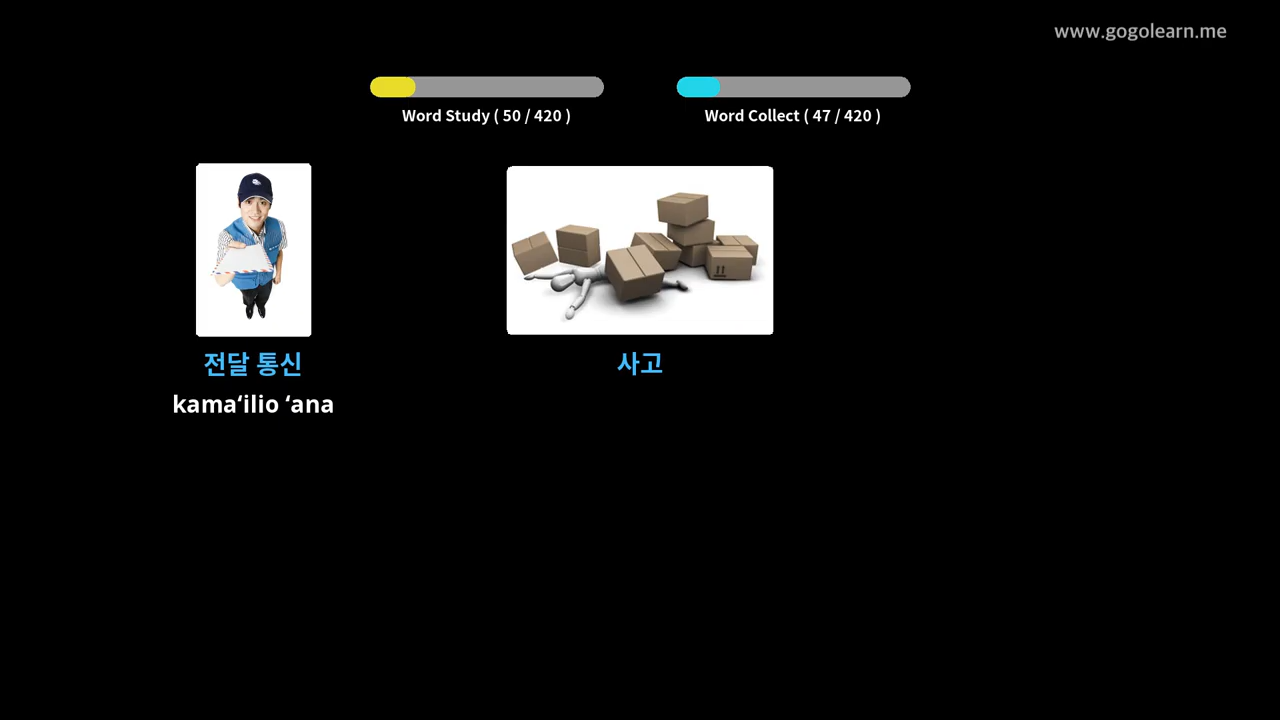 www.gogolearn.me
Word Study ( 50 / 420 )
Word Collect ( 47 / 420 )
전달 통신
kamaʻilio ʻana
사고